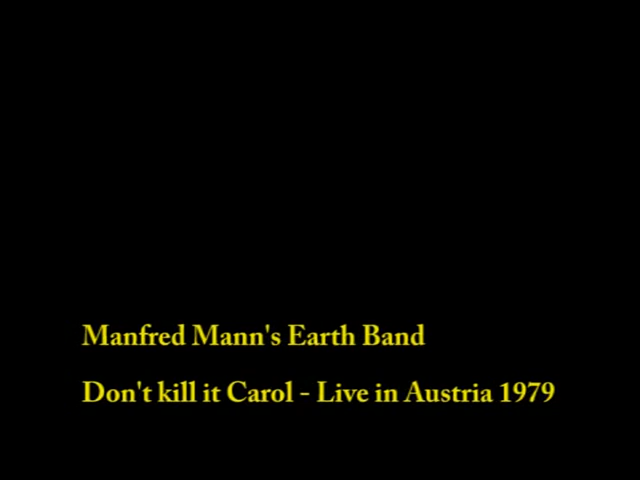 Manfred Mann's Earth Band
Don't kill it Carol - Live in Austria 1979